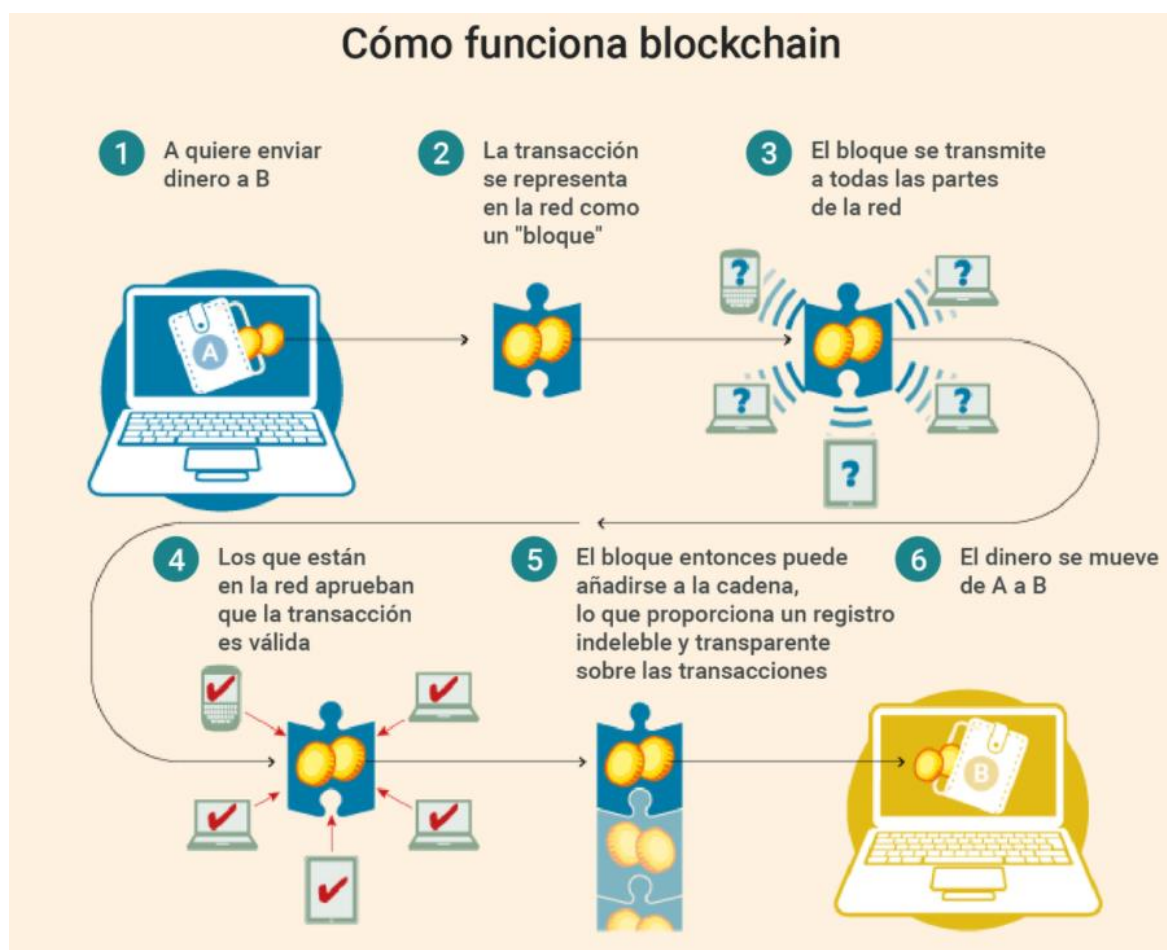 Cómo funciona blockchain
1
A quiere enviar
dinero a B
2
La transacción
se representa
en la red como
un "bloque"
3
El bloque se transmite
a todas las partes
de la red
A
?
?
?
?
?
4
Los que están
en la red aprueban
que la transacción
es válida
5
El bloque entonces puede
añadirse a la cadena,
lo que proporciona un registro
indeleble y transparente
sobre las transacciones
6
El dinero se mueve
de A a B
B